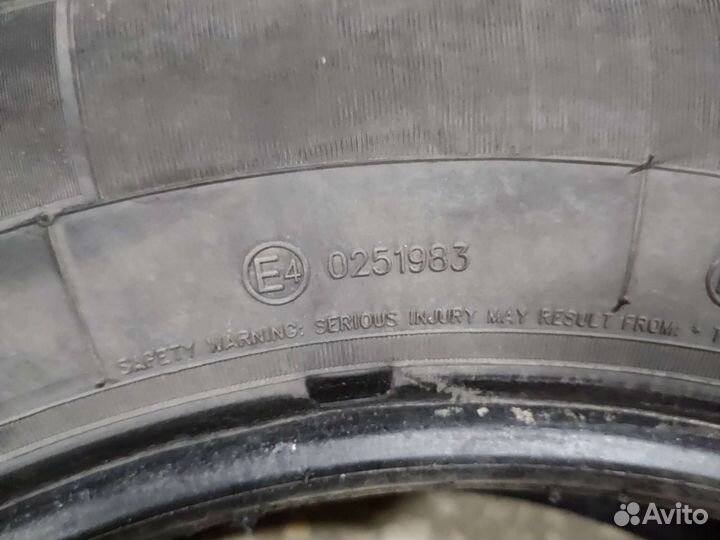 E4 0251983
SAFETY WARNING: SERIOUS INJURY MAY RESULT FROM: •
Avito